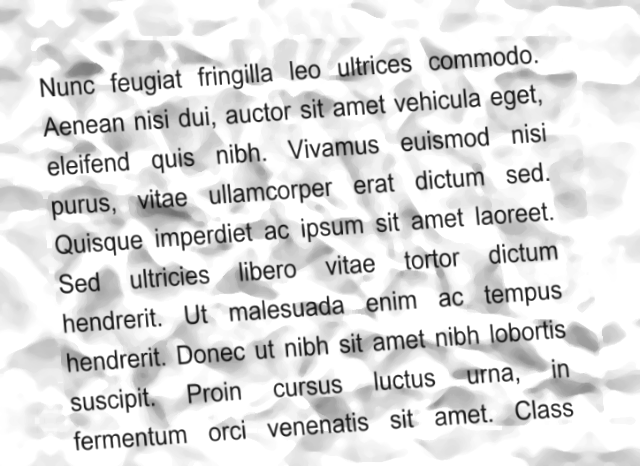 Nunc feugiat fringilla leo ultrices commodo.
Aenean nisi dui, auctor sit amet vehicula eget,
eleifend quis nibh. Vivamus euismod nisi
purus, vitae ullamcorper erat dictum sed.
Quisque imperdiet ac ipsum sit amet laoreet.
Sed ultricies libero vitae tortor dictum
hendrerit. Ut malesuada enim ac tempus
hendrerit. Donec ut nibh sit amet nibh lobortis
suscipit. Proin cursus luctus urna, in
fermentum orci venenatis sit amet. Class